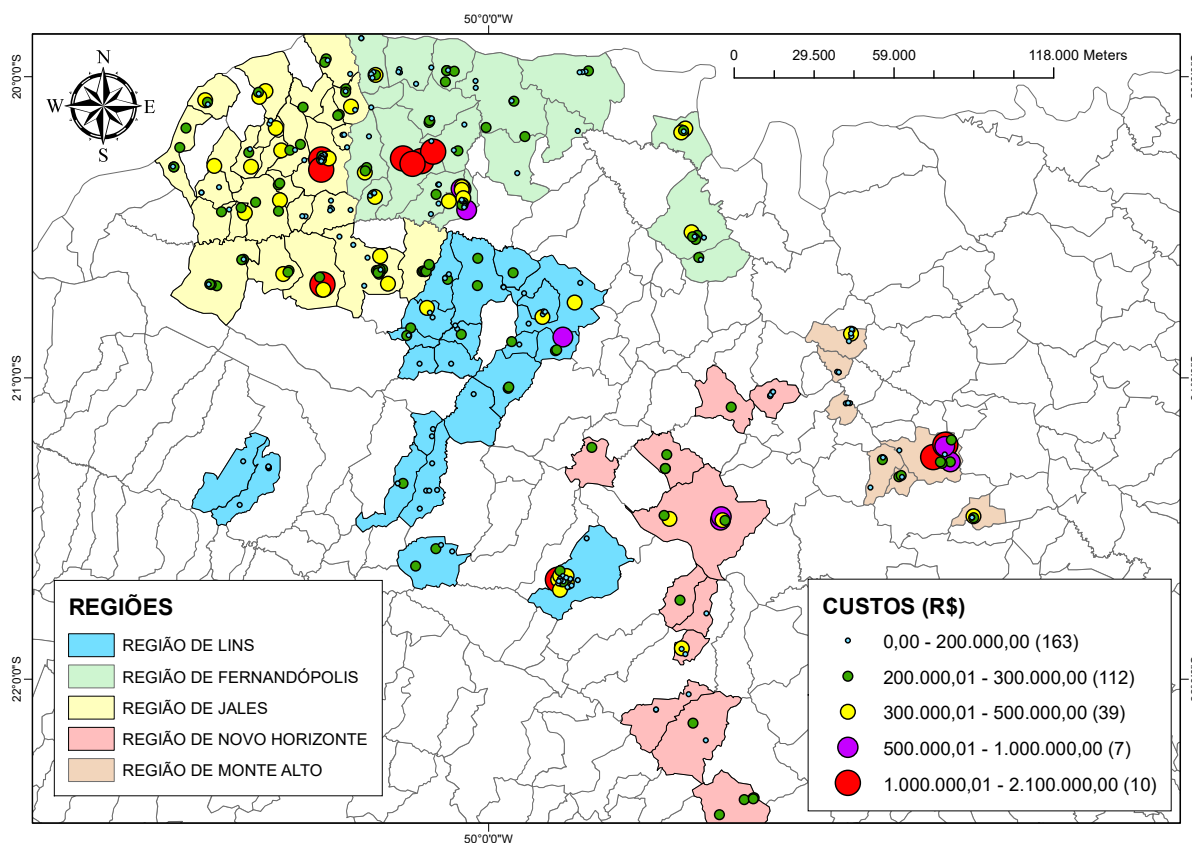 50°0'0"W
0 29.500 59.000 118.000 Meters
20°0'0"S
N
W E
S
21°0'0"S
22°0'0"S
REGIÕES
REGIÃO DE LINS
REGIÃO DE FERNANDÓPOLIS
REGIÃO DE JALES
REGIÃO DE NOVO HORIZONTE
REGIÃO DE MONTE ALTO
CUSTOS (R$)
0,00 - 200.000,00 (163)
200.000,01 - 300.000,00 (112)
300.000,01 - 500.000,00 (39)
500.000,01 - 1.000.000,00 (7)
1.000.000,01 - 2.100.000,00 (10)
50°0'0"W